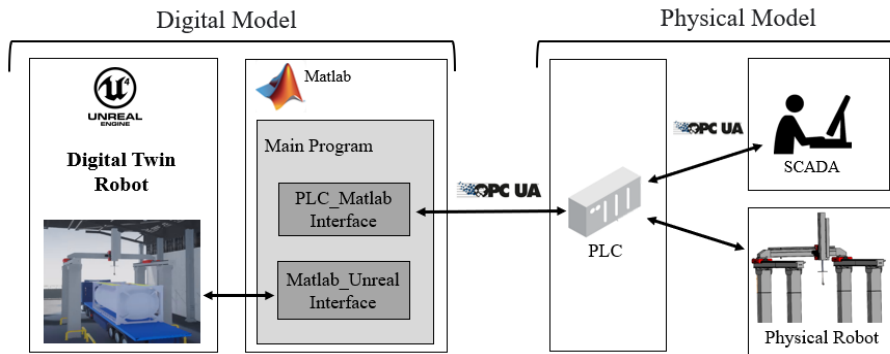 Digital Model
Physical Model
UNREAL
ENGINE
Digital Twin
Robot
Matlab
Main Program
PLC_Matlab
Interface
Matlab_Unreal
Interface
OPC UA
PLC
OPC UA
SCADA
Physical Robot